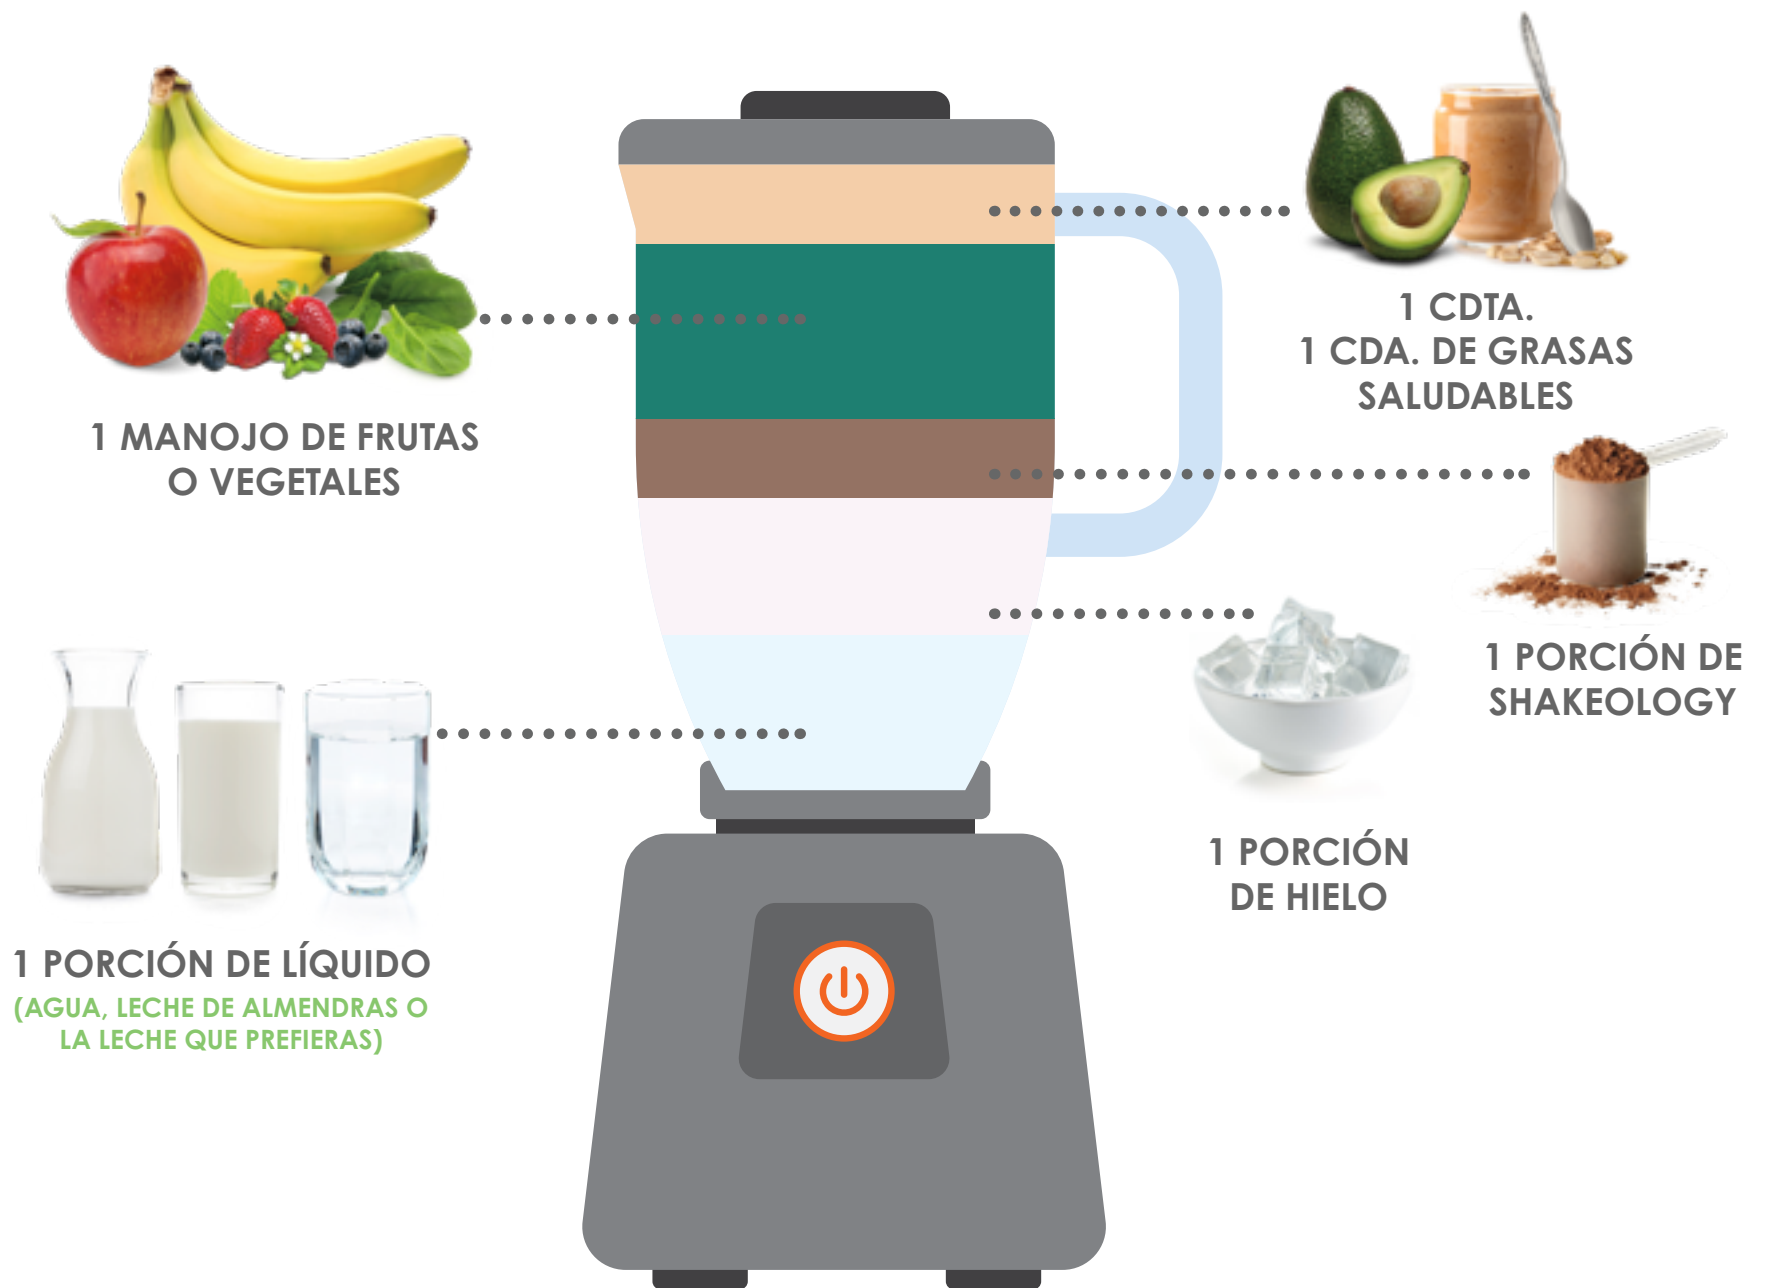 1 CDTA.
1 CDA. DE GRASAS
SALUDABLES
1 MANOJO DE FRUTAS
O VEGETALES
1 PORCIÓN DE
SHAKEOLOGY
1 PORCIÓN
DE HIELO
1 PORCIÓN DE LÍQUIDO
(AGUA, LECHE DE ALMENDRAS O
LA LECHE QUE PREFIERAS)